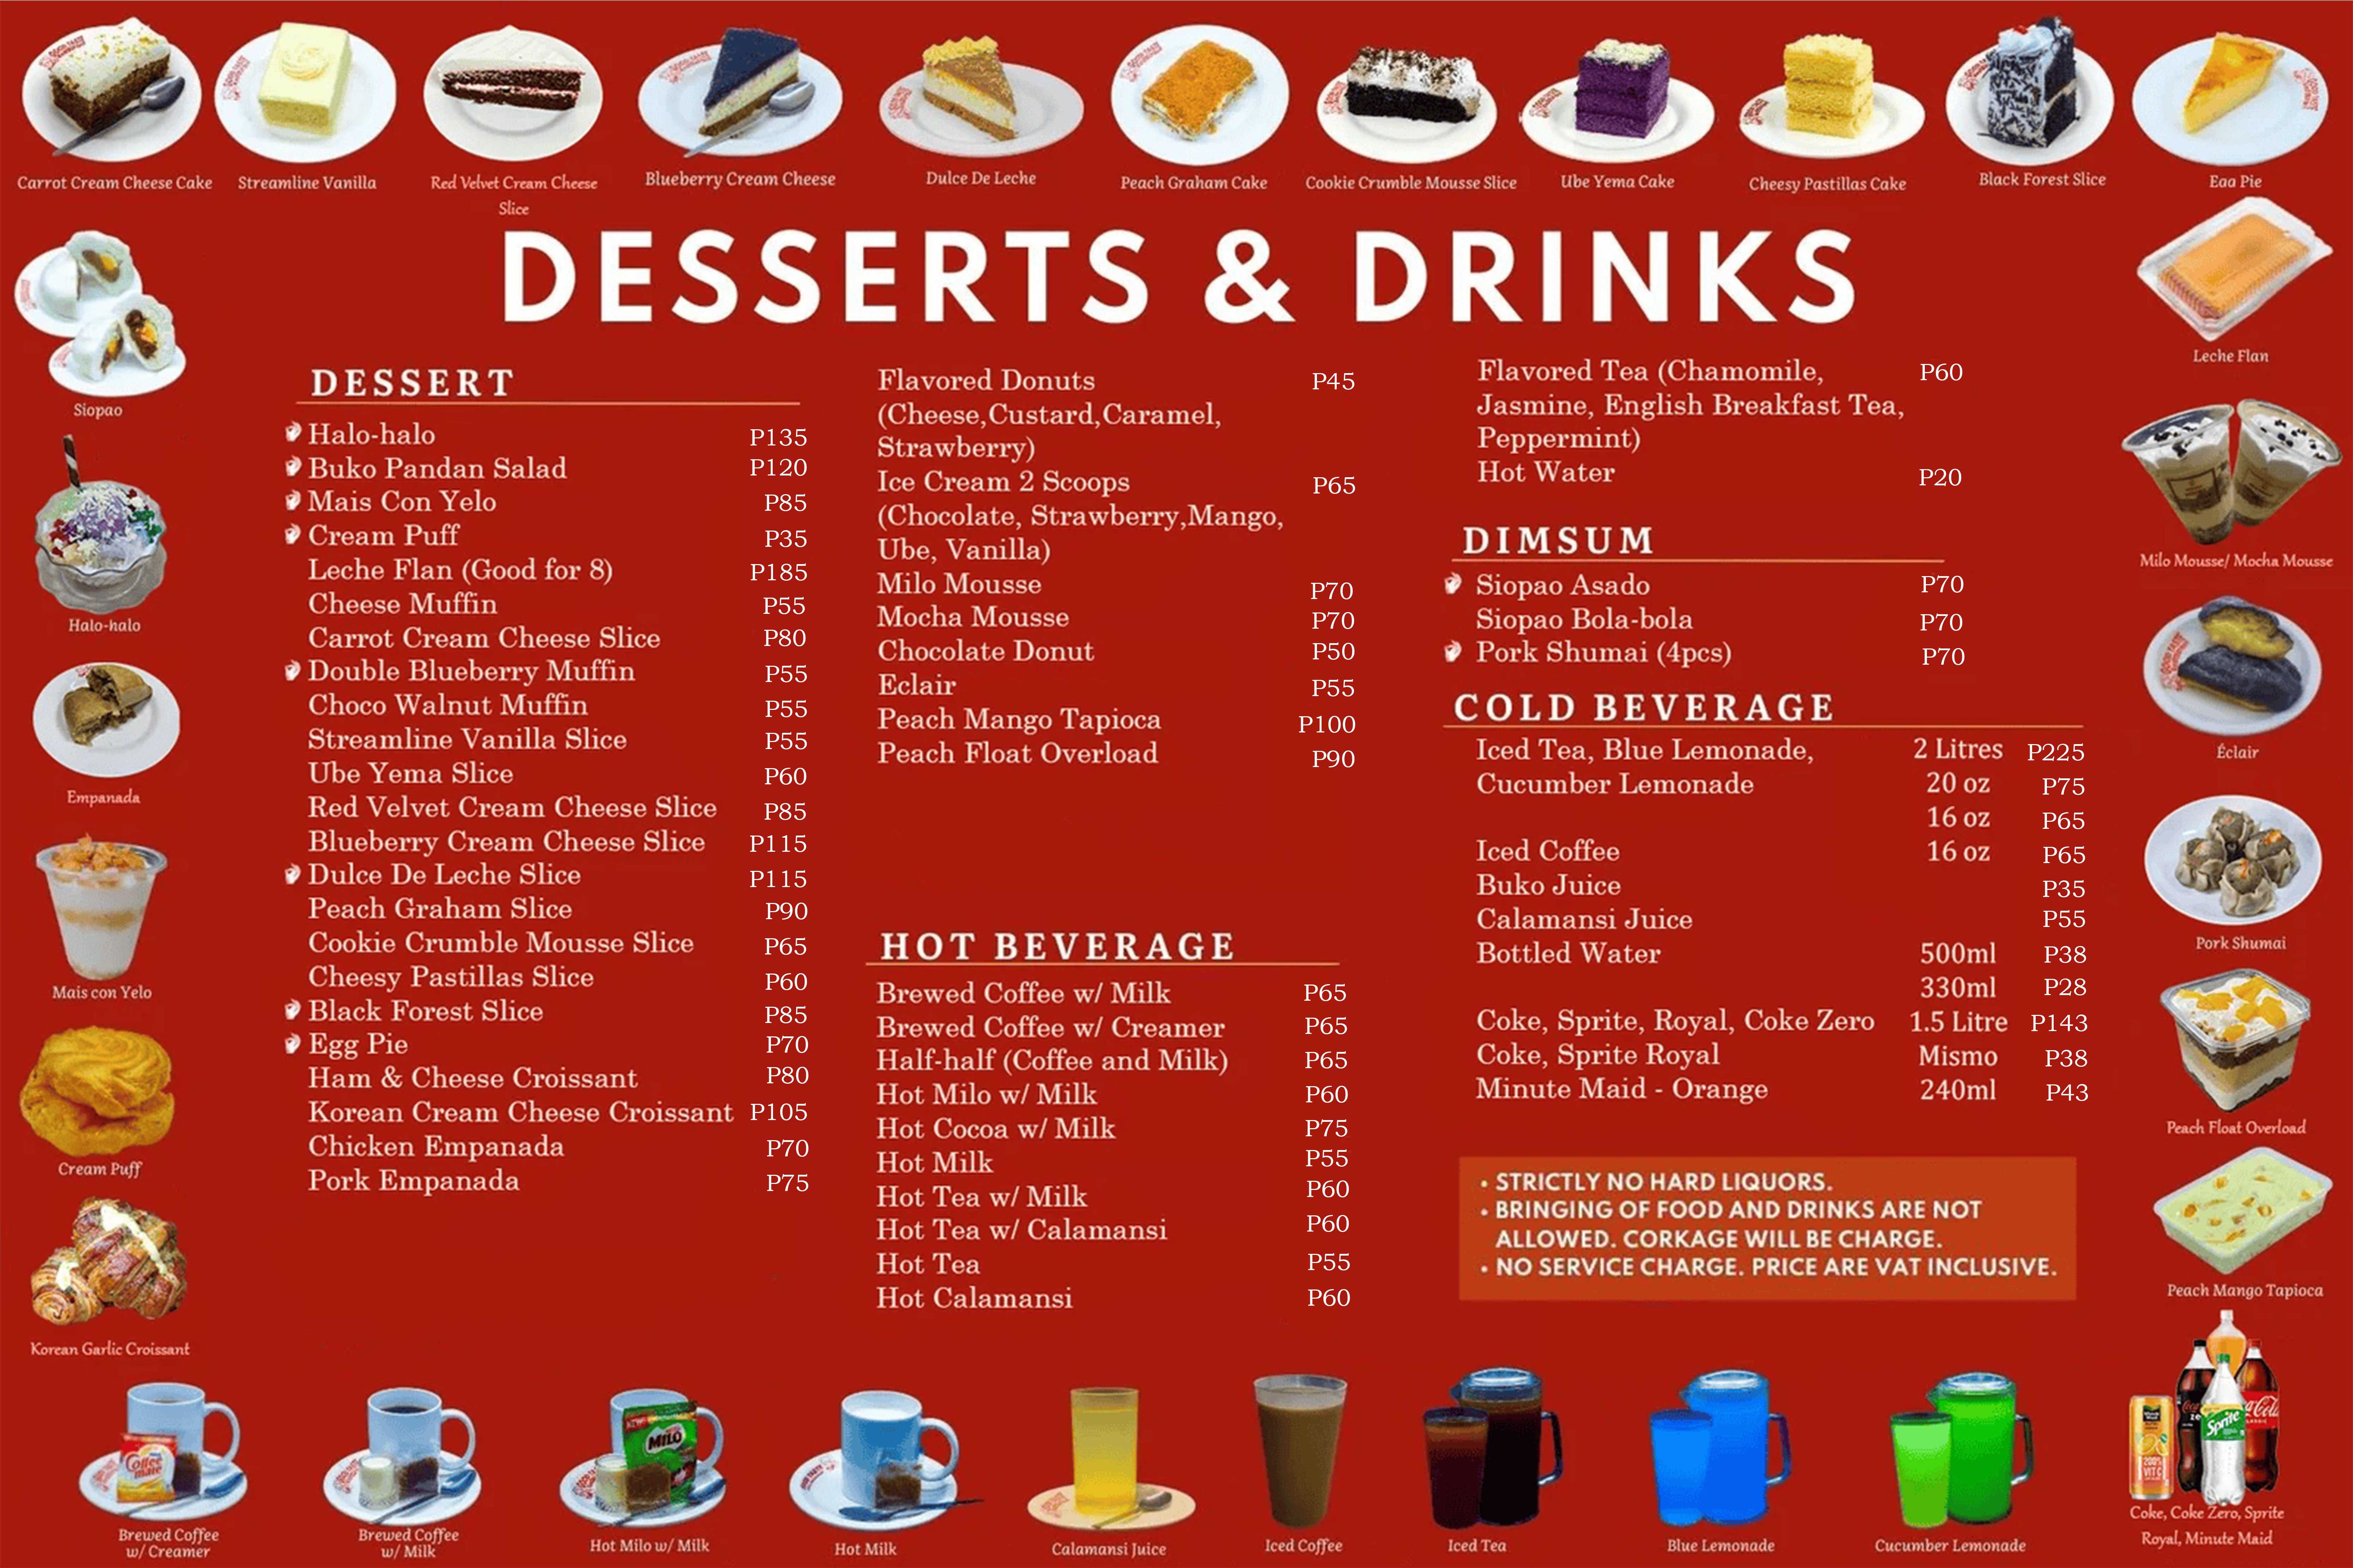 Carrot Cream Cheese Cake
Streamline Vanilla
Red Velvet Cream Cheese
Slice
Blueberry Cream Cheese
Dulce De Leche
Peach Graham Cake
Cookie Crumble Mousse Slice
Ube Yema Cake
Cheesy Pastillas Cake
Black Forest Slice
Egg Pie
DESSERTS & DRINKS
Siopao
Halo-halo
Empanada
Mais con Yelo
Cream Puff
Korean Garlic Croissant
DESSERT
Halo-halo P135
Buko Pandan Salad P120
Mais Con Yelo P85
Cream Puff P35
Leche Flan (Good for 8) P185
Cheese Muffin P55
Carrot Cream Cheese Slice P80
Double Blueberry Muffin P55
Choco Walnut Muffin P55
Streamline Vanilla Slice P55
Ube Yema Slice P60
Red Velvet Cream Cheese Slice P85
Blueberry Cream Cheese Slice P115
Dulce De Leche Slice P115
Peach Graham Slice P90
Cookie Crumble Mousse Slice P65
Cheesy Pastillas Slice P60
Black Forest Slice P85
Egg Pie P70
Ham & Cheese Croissant P80
Korean Cream Cheese Croissant P105
Chicken Empanada P70
Pork Empanada P75
Flavored Donuts P45
(Cheese,Custard,Caramel,
Strawberry)
Ice Cream 2 Scoops P65
(Chocolate, Strawberry,Mango,
Ube, Vanilla)
Milo Mousse P70
Mocha Mousse P70
Chocolate Donut P50
Eclair P55
Peach Mango Tapioca P100
Peach Float Overload P90
HOT BEVERAGE
Brewed Coffee w/ Milk P65
Brewed Coffee w/ Creamer P65
Half-half (Coffee and Milk) P65
Hot Milo w/ Milk P60
Hot Cocoa w/ Milk P75
Hot Milk P55
Hot Tea w/ Milk P60
Hot Tea w/ Calamansi P60
Hot Tea P55
Hot Calamansi P60
Flavored Tea (Chamomile, P60
Jasmine, English Breakfast Tea,
Peppermint)
Hot Water P20
DIMSUM
Siopao Asado P70
Siopao Bola-bola P70
Pork Shumai (4pcs) P70
COLD BEVERAGE
Iced Tea, Blue Lemonade, 2 Litres P225
Cucumber Lemonade 20 oz P75
16 oz P65
Iced Coffee 16 oz P65
Buko Juice P35
Calamansi Juice P55
Bottled Water 500ml P38
330ml P28
Coke, Sprite, Royal, Coke Zero 1.5 Litre P143
Coke, Sprite Royal Mismo P38
Minute Maid - Orange 240ml P43
• STRICTLY NO HARD LIQUORS.
• BRINGING OF FOOD AND DRINKS ARE NOT
ALLOWED. CORKAGE WILL BE CHARGE.
• NO SERVICE CHARGE. PRICE ARE VAT INCLUSIVE.
Leche Flan
Milo Mousse/ Mocha Mousse
Éclair
Pork Shumai
Peach Float Overload
Peach Mango Tapioca
Coffee
mate
Brewed Coffee
w/ Creamer
Brewed Coffee
w/ Milk
MILO
Hot Milo w/ Milk
Hot Milk
Calamansi Juice
Iced Coffee
Iced Tea
Blue Lemonade
Cucumber Lemonade
Sprite
Coke, Coke Zero, Sprite
Royal, Minute Maid